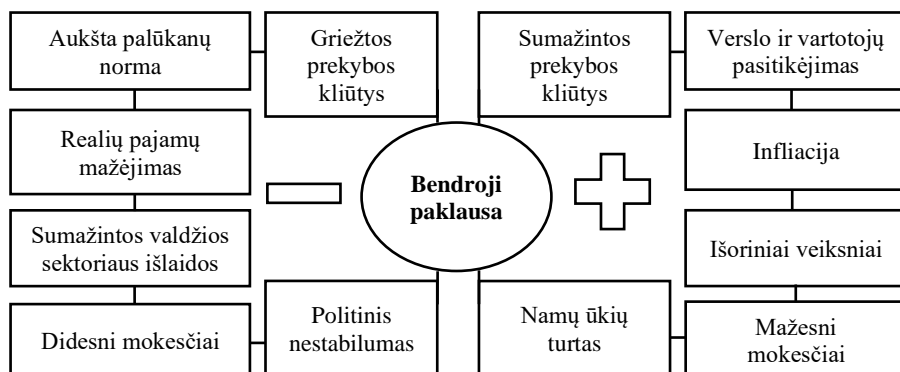 Aukšta palūkanų
norma
Griežtos
prekybos
kliūtys
Sumažintos
prekybos
kliūtys
Verslo ir vartotojų
pasitikėjimas
Realių pajamų
mažėjimas
Bendroji
paklausa
Infliacija
Sumažintos valdžios
sektoriaus išlaidos
Išoriniai veiksniai
Didesni mokesčiai
Politinis
nestabilumas
Namų ūkių
turtas
Mažesni
mokesčiai